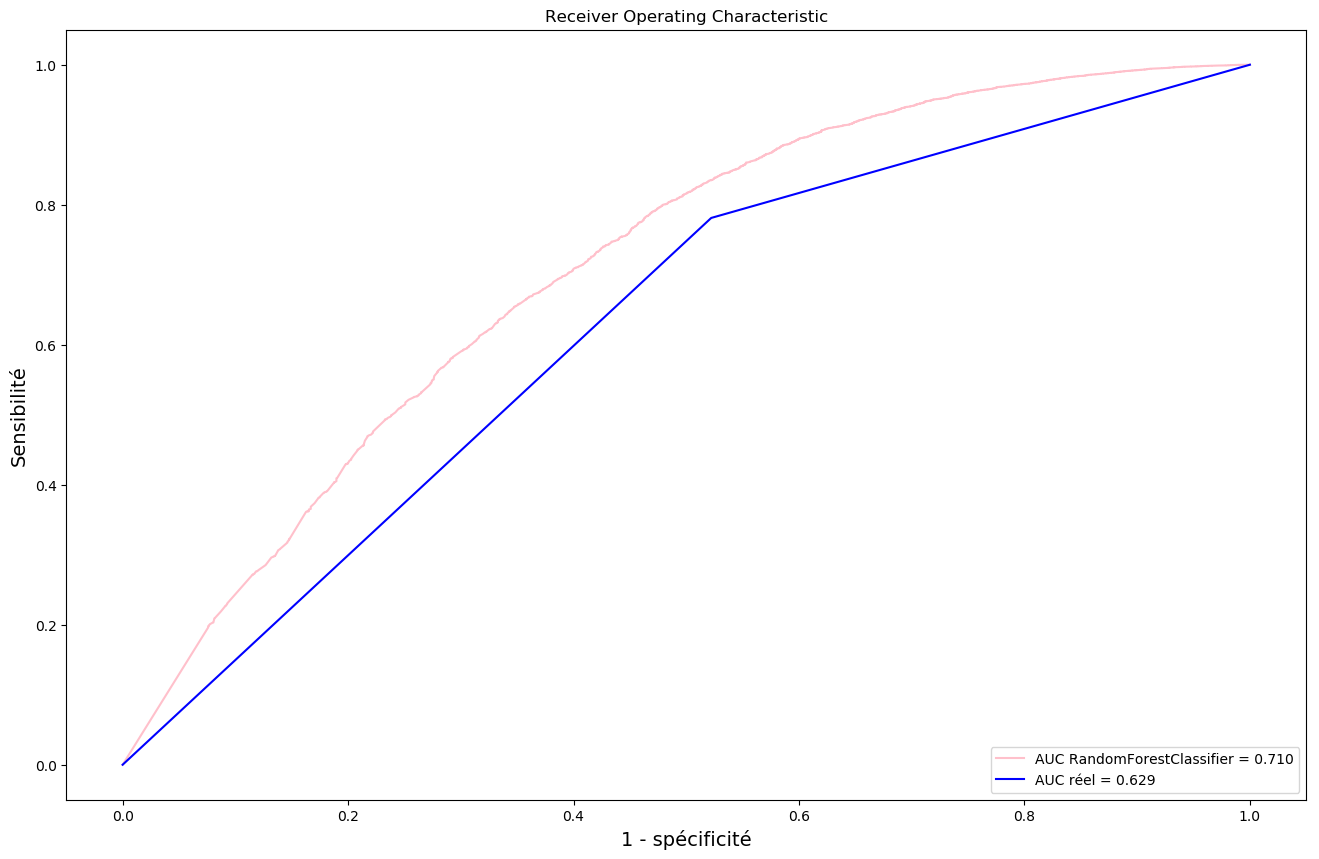 Receiver Operating Characteristic
1.0
0.8
0.6
0.4
0.2
0.0
Sensibilité
0.0 0.2 0.4 0.6 0.8 1.0
1 - spécificité
AUC RandomForestClassifier = 0.710
AUC réel = 0.629